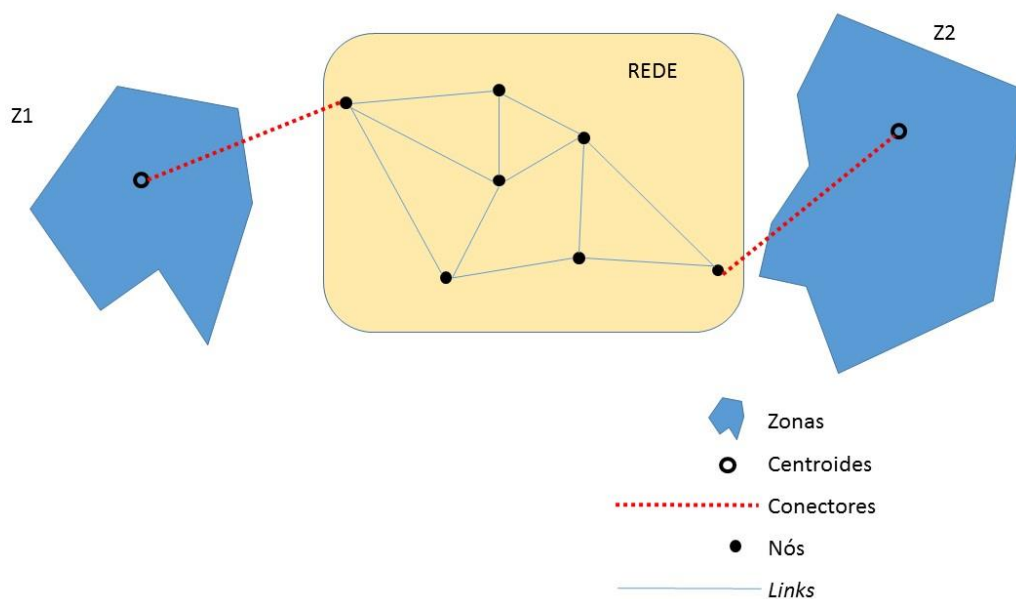 Z1
REDE
Z2
Zonas
Centroides
Conectores
Nós
Links